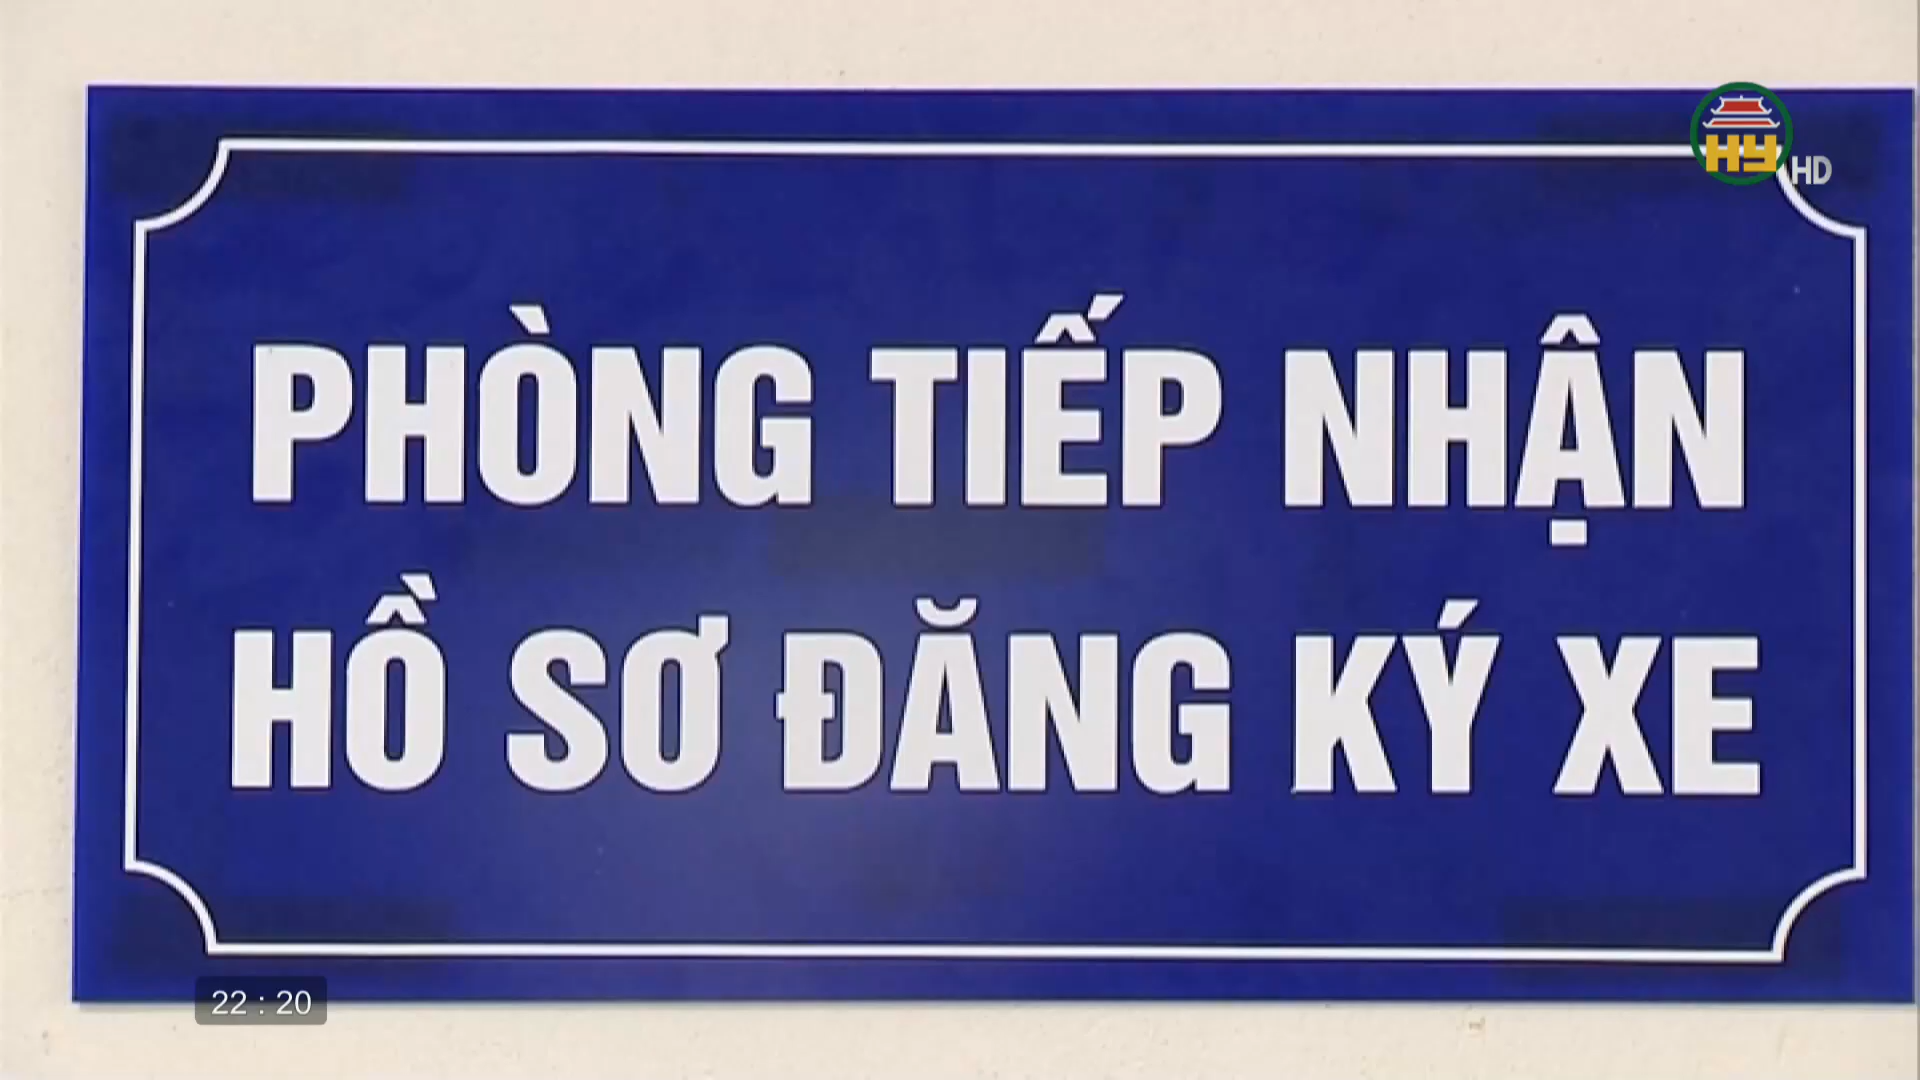 HY HD
PHÒNG TIẾP NHẬN
HỒ SƠ ĐĂNG KÝ XE
22 : 20